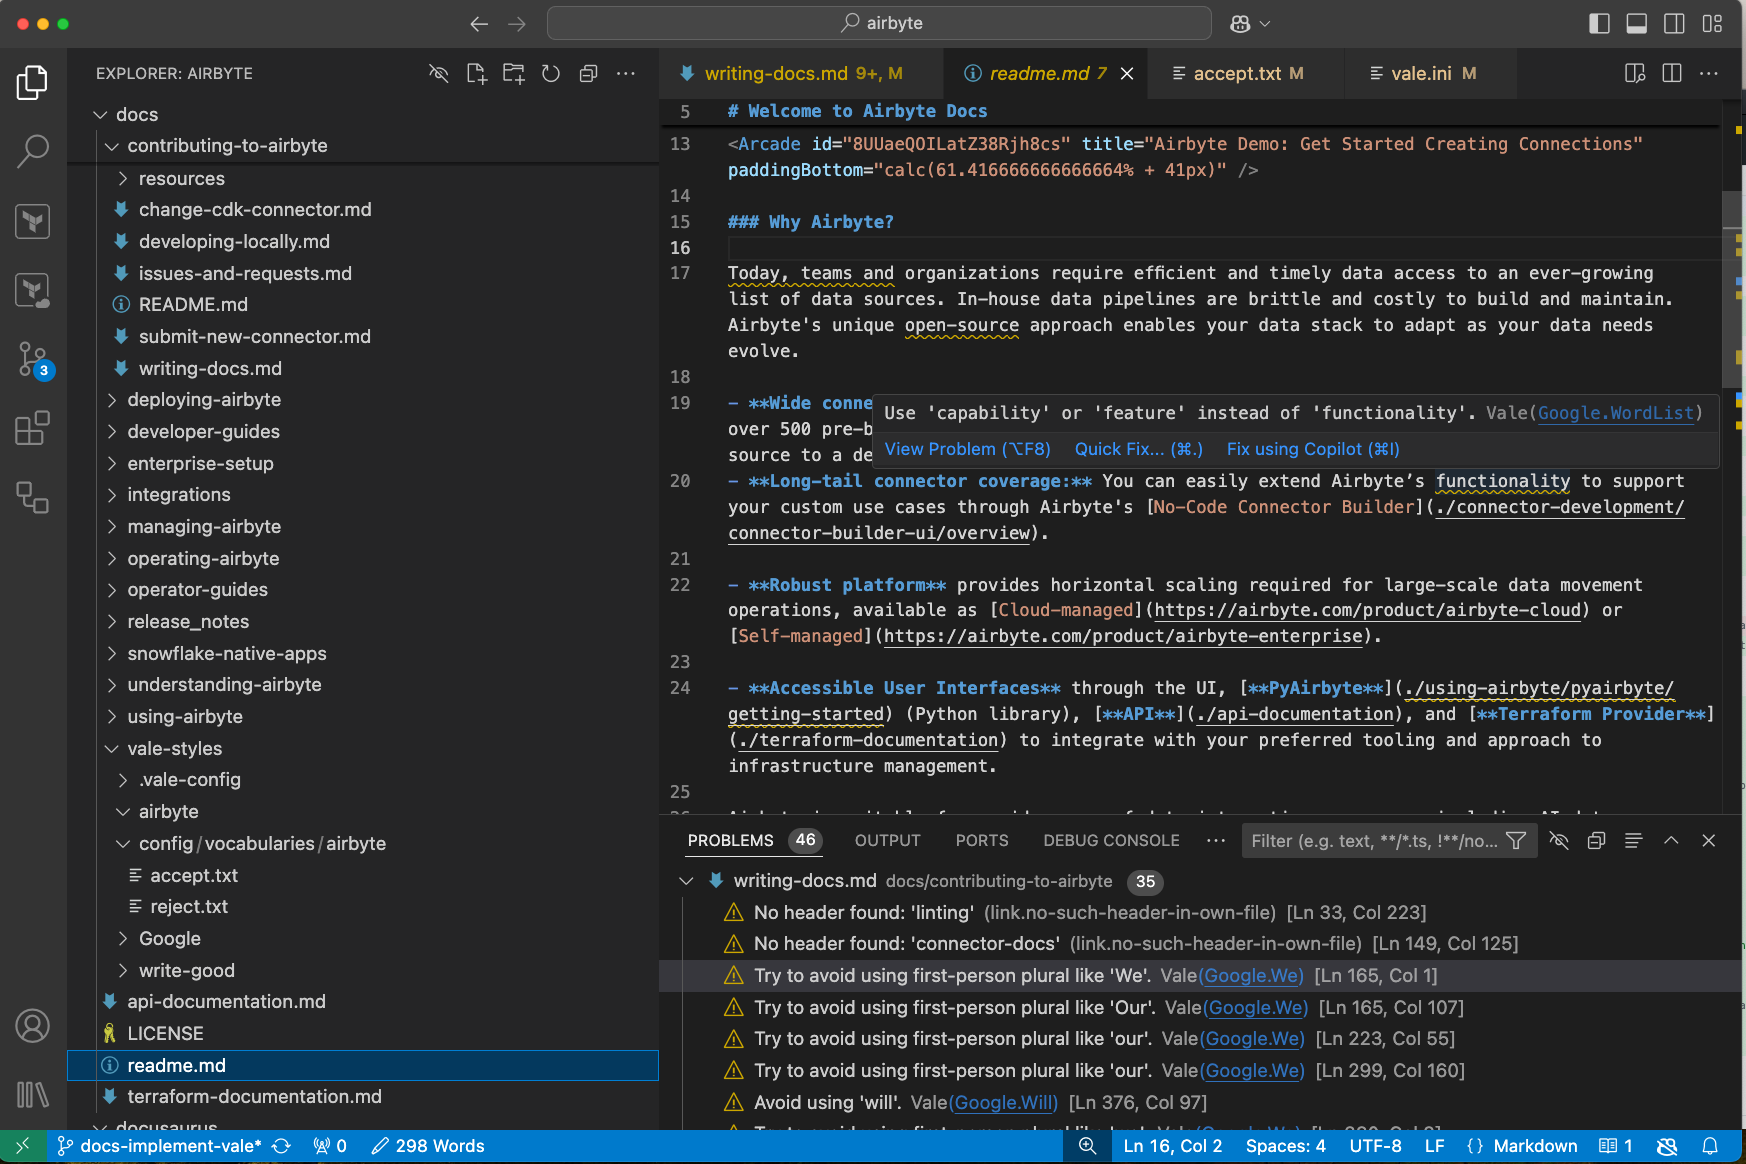 airbyte
EXPLORER: AIRBYTE
docs
contributing-to-airbyte
resources
change-cdk-connector.md
developing-locally.md
issues-and-requests.md
README.md
submit-new-connector.md
writing-docs.md
deploying-airbyte
developer-guides
enterprise-setup
integrations
managing-airbyte
operating-airbyte
operator-guides
release_notes
snowflake-native-apps
understanding-airbyte
using-airbyte
vale-styles
.vale-config
airbyte
config/vocabularies/airbyte
accept.txt
reject.txt
Google
write-good
api-documentation.md
LICENSE
readme.md
terraform-documentation.md
docusaurus
3
writing-docs.md 9+, M
readme.md 7
accept.txt M
vale.ini M
5 # Welcome to Airbyte Docs
13 <Arcade id="8UUaeQOILatZ38Rjh8cs" title="Airbyte Demo: Get Started Creating Connections"
paddingBottom="calc(61.416666666666664% + 41px)" />
14
15 ### Why Airbyte?
16
17 Today, teams and organizations require efficient and timely data access to an ever-growing
list of data sources. In-house data pipelines are brittle and costly to build and maintain.
Airbyte's unique open-source approach enables your data stack to adapt as your data needs
evolve.
18
19 - **Wide conne
over 500 pre-b
source to a de
Use 'capability' or 'feature' instead of 'functionality'. Vale(Google.WordList)
View Problem (⌥F8) Quick Fix... (⌘.) Fix using Copilot (⌘I)
20 - **Long-tail connector coverage:** You can easily extend Airbyte’s functionality to support
your custom use cases through Airbyte's [No-Code Connector Builder](./connector-development/
connector-builder-ui/overview).
21
22 - **Robust platform** provides horizontal scaling required for large-scale data movement
operations, available as [Cloud-managed](https://airbyte.com/product/airbyte-cloud) or
[Self-managed](https://airbyte.com/product/airbyte-enterprise).
23
24 - **Accessible User Interfaces** through the UI, [**PyAirbyte**](./using-airbyte/pyairbyte/
getting-started) (Python library), [**API**](./api-documentation), and [**Terraform Provider**]
(./terraform-documentation) to integrate with your preferred tooling and approach to
infrastructure management.
25
PROBLEMS 46 OUTPUT PORTS DEBUG CONSOLE ··· Filter (e.g. text, **/*.ts, !**/no...
writing-docs.md docs/contributing-to-airbyte 35
No header found: 'linting' (link.no-such-header-in-own-file) [Ln 33, Col 223]
No header found: 'connector-docs' (link.no-such-header-in-own-file) [Ln 149, Col 125]
Try to avoid using first-person plural like 'We'. Vale(Google.We) [Ln 165, Col 1]
Try to avoid using first-person plural like 'Our'. Vale(Google.We) [Ln 165, Col 107]
Try to avoid using first-person plural like 'our'. Vale(Google.We) [Ln 223, Col 55]
Try to avoid using first-person plural like 'our'. Vale(Google.We) [Ln 299, Col 160]
Avoid using 'will'. Vale(Google.Will) [Ln 376, Col 97]
docs-implement-vale* 0 298 Words Ln 16, Col 2 Spaces: 4 UTF-8 LF {} Markdown 1